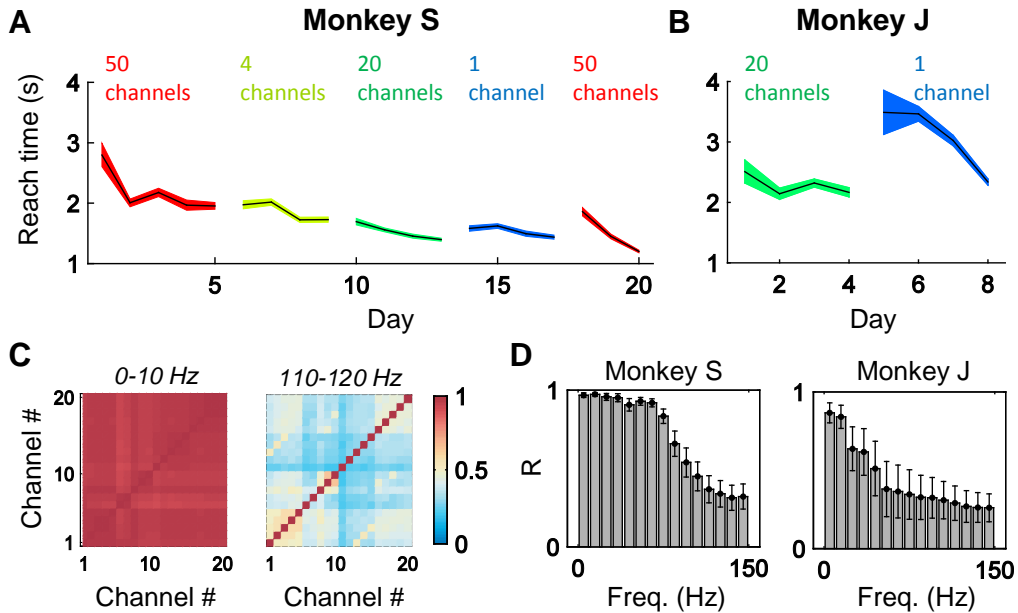 A
Monkey S
50
channels
4
channels
20
channels
1
channel
50
channels
Reach time (s)
4
3
2
1
5
10
15
20
Day
B
Monkey J
20
channels
1
channel
4
3
2
1
2
4
6
8
Day
C
0-10 Hz
Channel #
20
10
1
1
10
20
Channel #
110-120 Hz
1
10
20
Channel #
1
0.5
0
D
Monkey S
R
1
0
0
150
Freq. (Hz)
Monkey J
1
0
0
150
Freq. (Hz)